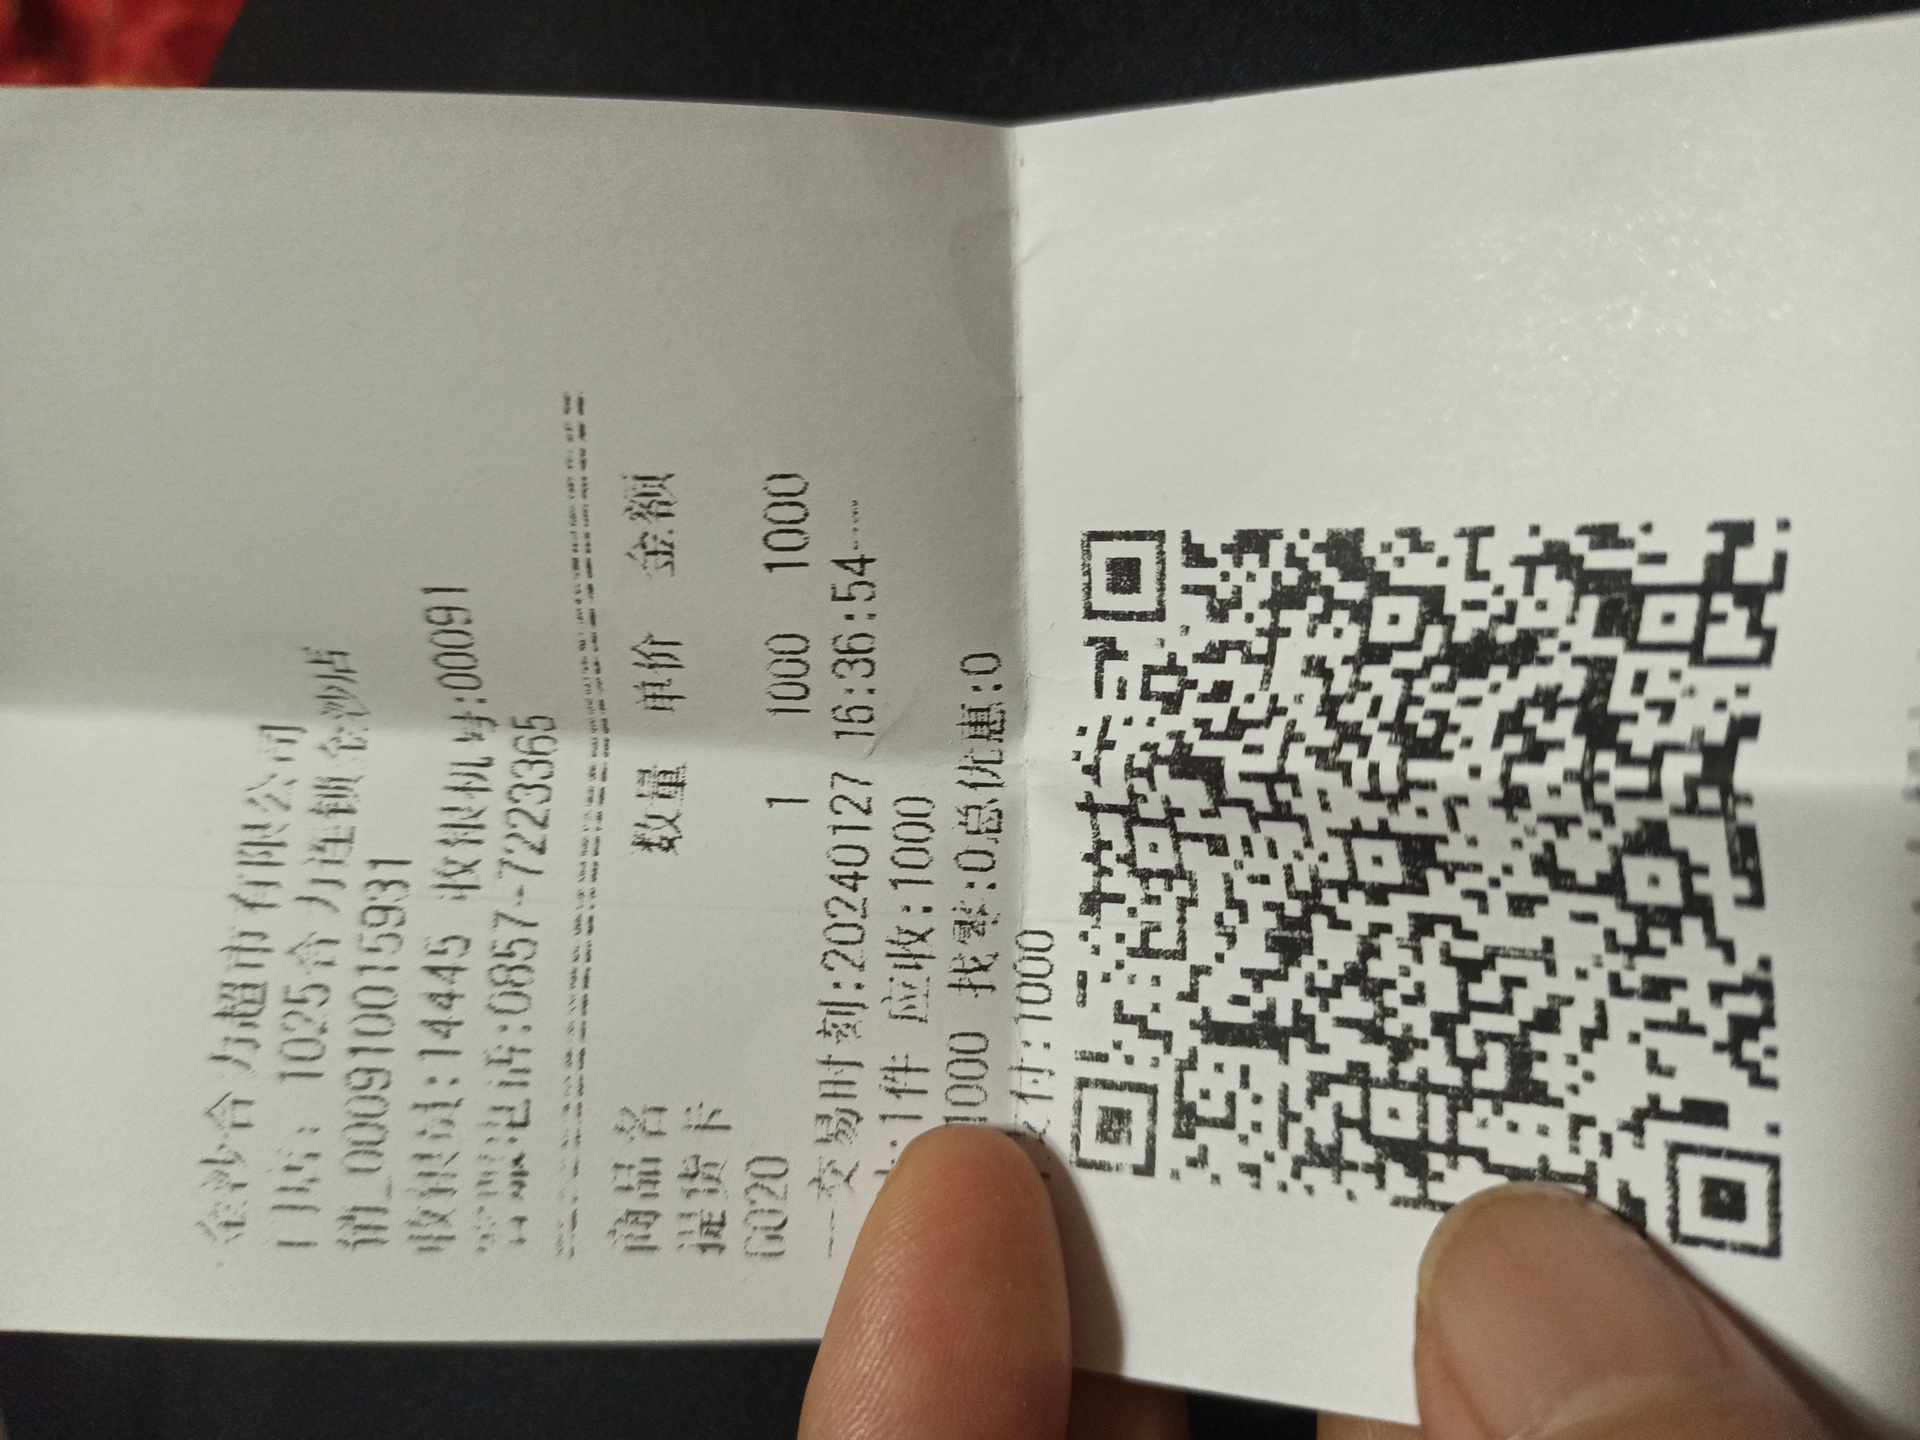 金沙合力超市有限公司
门店: 1025合力连锁金沙店
销_000910015931
收银员:14445 收银机号:00091
电话:0857-7223365
商品名 数量 单价 金额
提货卡
6020 1 1000 1000
交易时刻:20240127 16:36:54
1件 应收:1000
1000 找零:0总优惠:0
付:1000